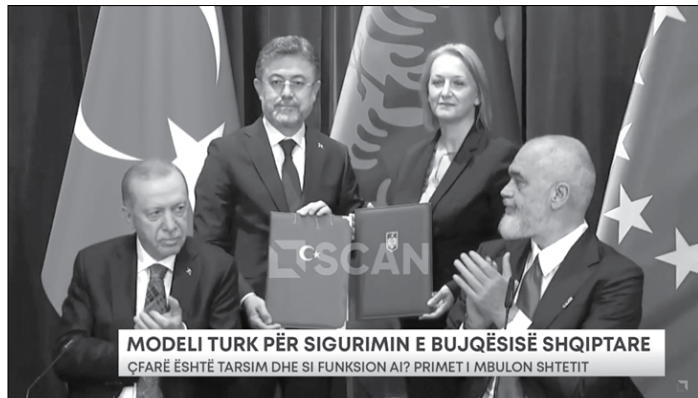 SCAN
MODELI TURK PËR SIGURIMIN E BUJQËSISË SHQIPTARE
ÇFARË ËSHTË TARSIM DHE SI FUNKSION AI? PRIMET I MBULON SHTETIT